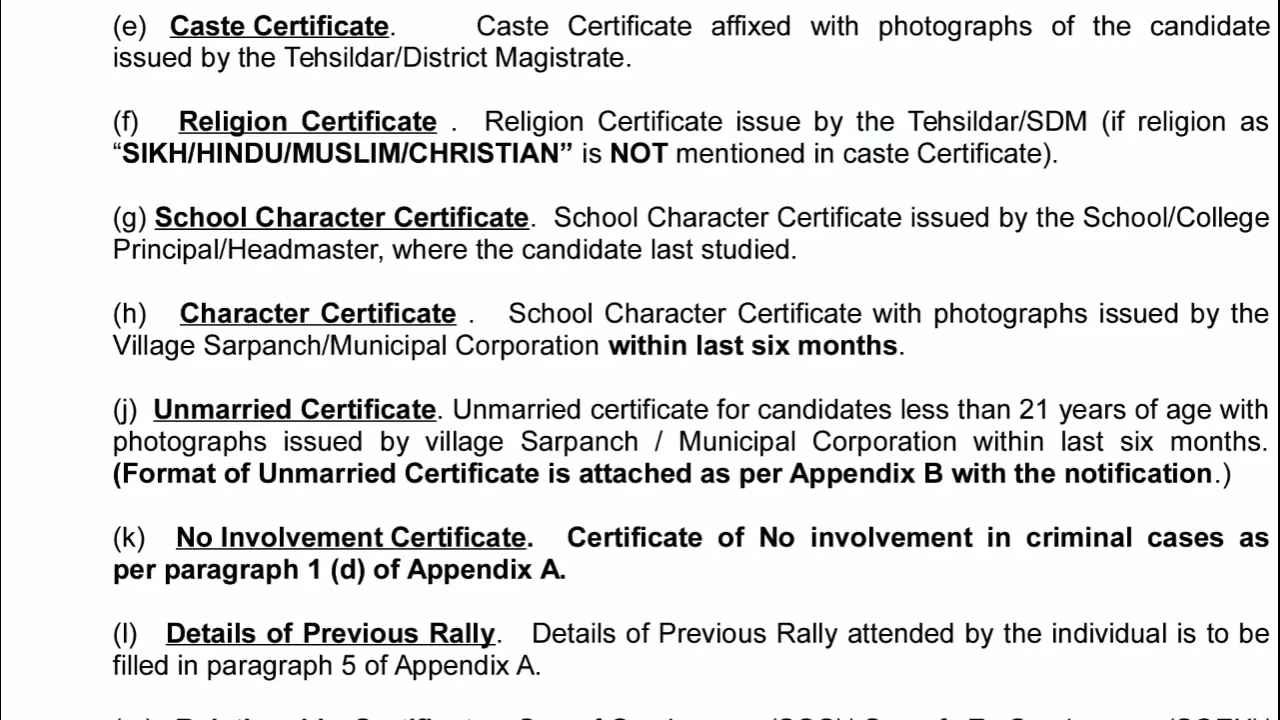 (e) Caste Certificate. Caste Certificate affixed with photographs of the candidate
issued by the Tehsildar/District Magistrate.
(f) Religion Certificate . Religion Certificate issue by the Tehsildar/SDM (if religion as
“SIKH/HINDU/MUSLIM/CHRISTIAN” is NOT mentioned in caste Certificate).
(g) School Character Certificate. School Character Certificate issued by the School/College
Principal/Headmaster, where the candidate last studied.
(h) Character Certificate . School Character Certificate with photographs issued by the
Village Sarpanch/Municipal Corporation within last six months.
(j) Unmarried Certificate. Unmarried certificate for candidates less than 21 years of age with
photographs issued by village Sarpanch / Municipal Corporation within last six months.
(Format of Unmarried Certificate is attached as per Appendix B with the notification.)
(k) No Involvement Certificate. Certificate of No involvement in criminal cases as
per paragraph 1 (d) of Appendix A.
(l) Details of Previous Rally. Details of Previous Rally attended by the individual is to be
filled in paragraph 5 of Appendix A.